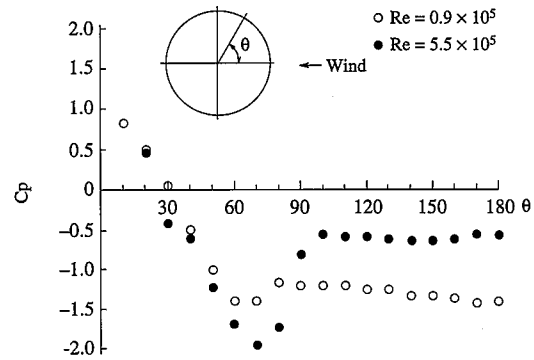 2.0
1.5
1.0
0.5
0
-0.5
-1.0
-1.5
-2.0
Cp
θ
← Wind
○ Re = 0.9 × 10⁵
● Re = 5.5 × 10⁵
30 60 90 120 150 180 θ